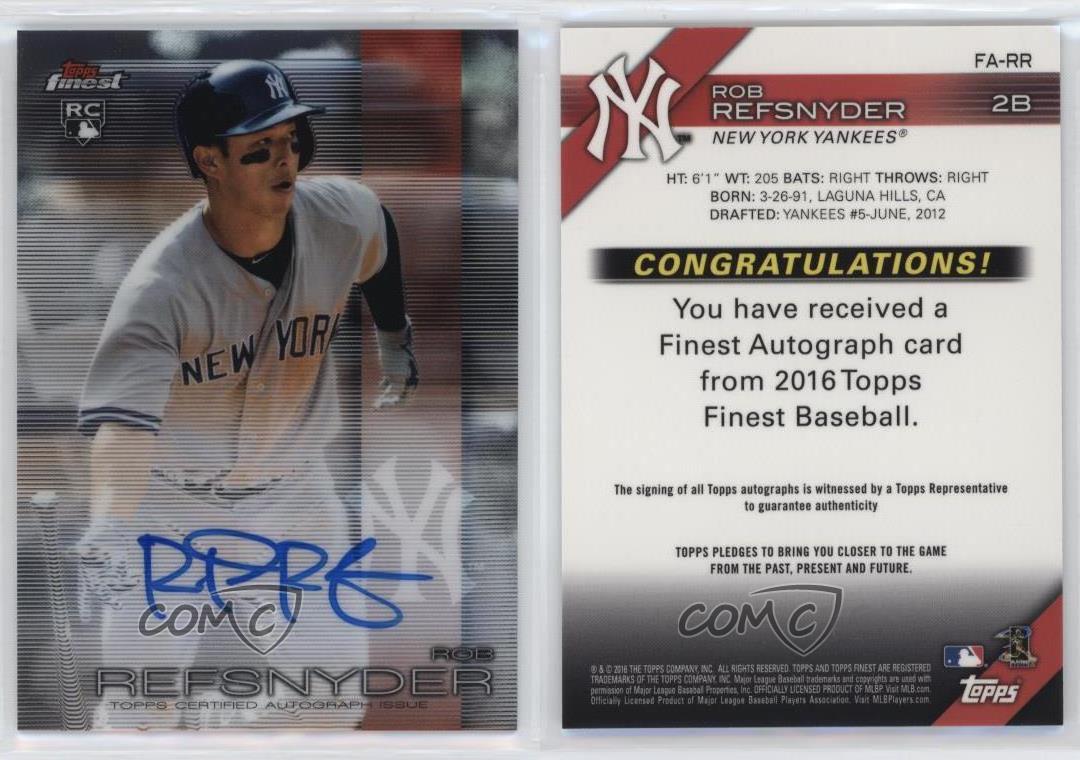 Topps
finest
RC
NY
NEW YORK
NY
COMC
ROB
REFSNYDER
TOPPS CERTIFIED AUTOGRAPH ISSUE
FA-RR
NY™
ROB
REFSNYDER
2B
NEW YORK YANKEES®
HT: 6'1" WT: 205 BATS: RIGHT THROWS: RIGHT
BORN: 3-26-91, LAGUNA HILLS, CA
DRAFTED: YANKEES #5-JUNE, 2012
CONGRATULATIONS!
You have received a
Finest Autograph card
from 2016 Topps
Finest Baseball.
The signing of all Topps autographs is witnessed by a Topps Representative
to guarantee authenticity
TOPPS PLEDGES TO BRING YOU CLOSER TO THE GAME
FROM THE PAST, PRESENT AND FUTURE.
COMC
® & © 2016 THE TOPPS COMPANY, INC. ALL RIGHTS RESERVED. TOPPS AND TOPPS FINEST ARE REGISTERED
TRADEMARKS OF THE TOPPS COMPANY, INC. Major League Baseball trademarks and copyrights are used with
permission of Major League Baseball Properties, Inc. OFFICIALLY LICENSED PRODUCT OF MLBP. Visit MLB.com.
Officially Licensed Product of Major League Baseball Players Association. Visit MLBPlayers.com.
Topps